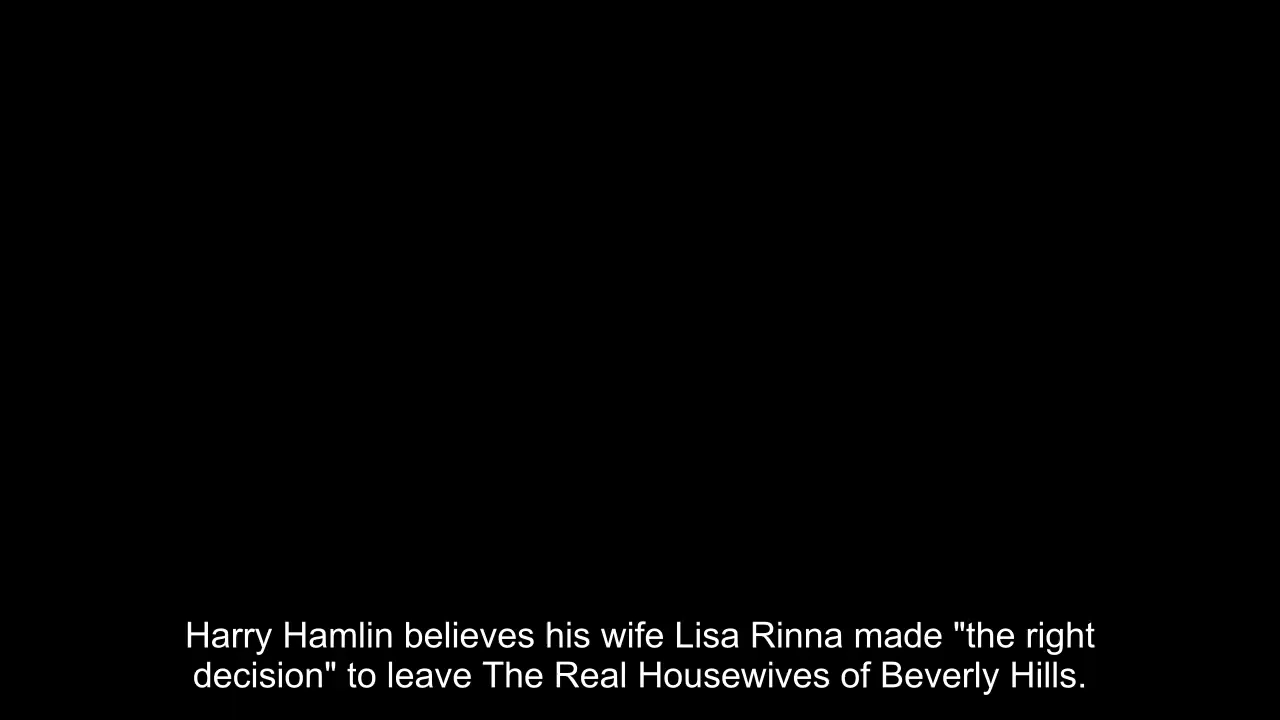 Harry Hamlin believes his wife Lisa Rinna made "the right
decision" to leave The Real Housewives of Beverly Hills.